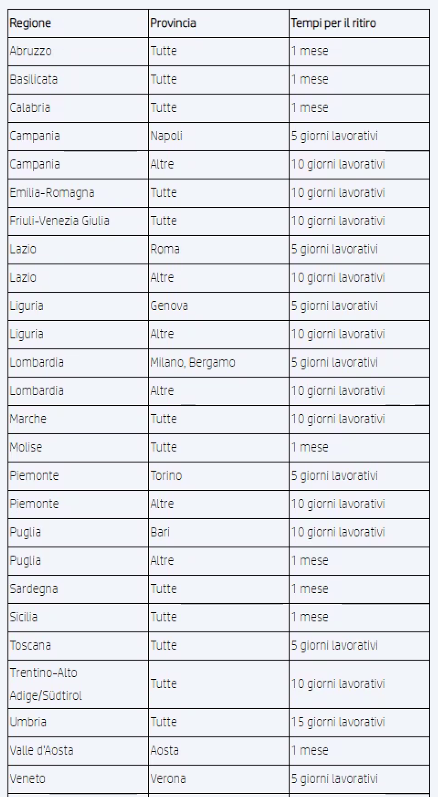 Regione Provincia Tempi per il ritiro
Abruzzo Tutte 1 mese
Basilicata Tutte 1 mese
Calabria Tutte 1 mese
Campania Napoli 5 giorni lavorativi
Campania Altre 10 giorni lavorativi
Emilia-Romagna Tutte 10 giorni lavorativi
Friuli-Venezia Giulia Tutte 10 giorni lavorativi
Lazio Roma 5 giorni lavorativi
Lazio Altre 10 giorni lavorativi
Liguria Genova 5 giorni lavorativi
Liguria Altre 10 giorni lavorativi
Lombardia Milano, Bergamo 5 giorni lavorativi
Lombardia Altre 10 giorni lavorativi
Marche Tutte 10 giorni lavorativi
Molise Tutte 1 mese
Piemonte Torino 5 giorni lavorativi
Piemonte Altre 10 giorni lavorativi
Puglia Bari 10 giorni lavorativi
Puglia Altre 1 mese
Sardegna Tutte 1 mese
Sicilia Tutte 1 mese
Toscana Tutte 5 giorni lavorativi
Trentino-Alto
Adige/Südtirol Tutte 10 giorni lavorativi
Umbria Tutte 15 giorni lavorativi
Valle d'Aosta Aosta 1 mese
Veneto Verona 5 giorni lavorativi